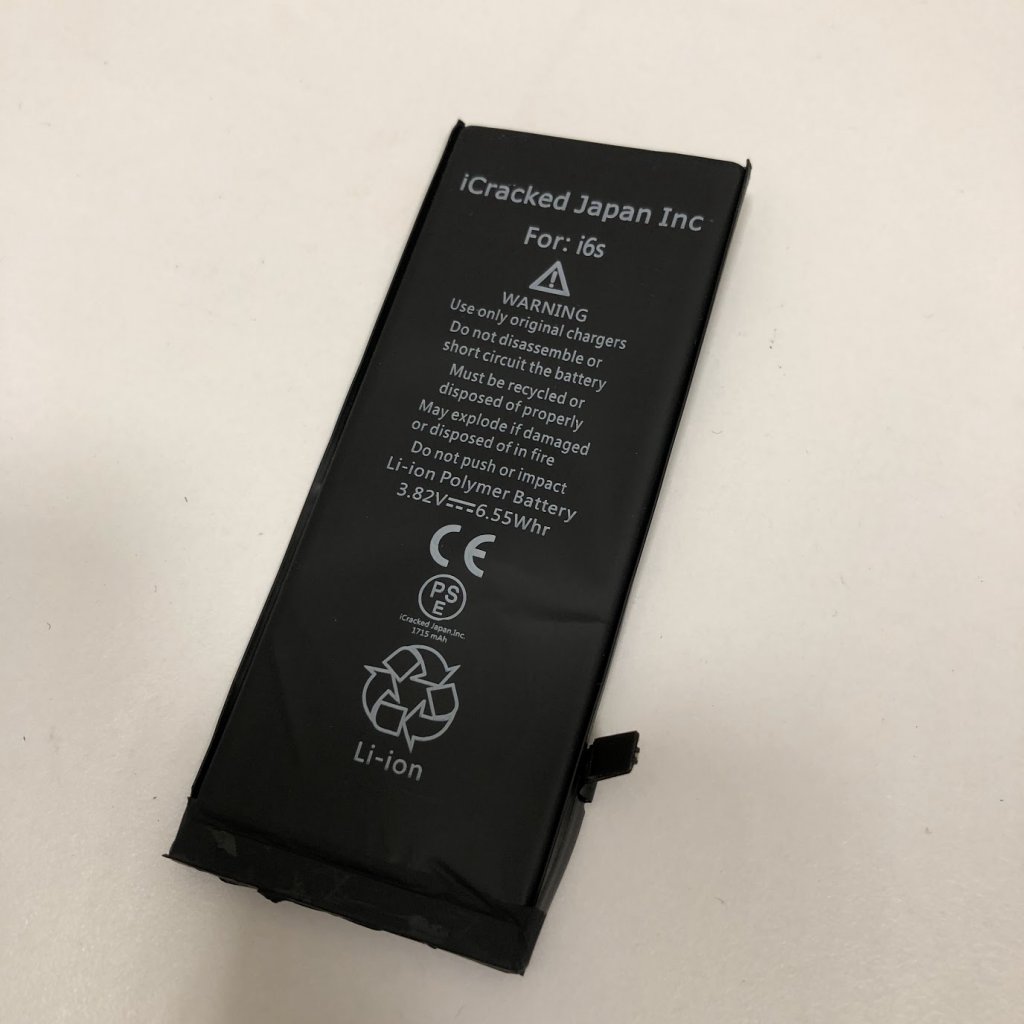 iCracked Japan Inc
For: i6s
WARNING
Use only original chargers
Do not disassemble or
short circuit the battery
Must be recycled or
disposed of properly
May explode if damaged
or disposed of in fire
Do not push or impact
Li-ion Polymer Battery
3.82V⎓6.55Whr
CE
PS
E
iCracked Japan,Inc.
1715 mAh
Li-ion